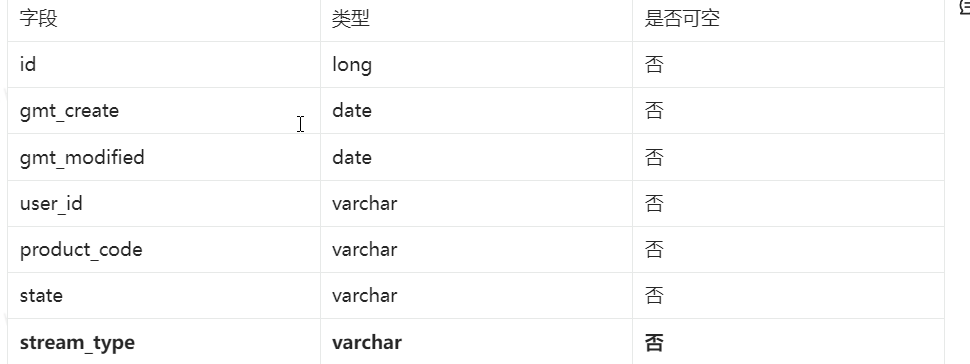 字段 类型 是否可空
id long 否
gmt_create date 否
gmt_modified date 否
user_id varchar 否
product_code varchar 否
state varchar 否
stream_type varchar 否